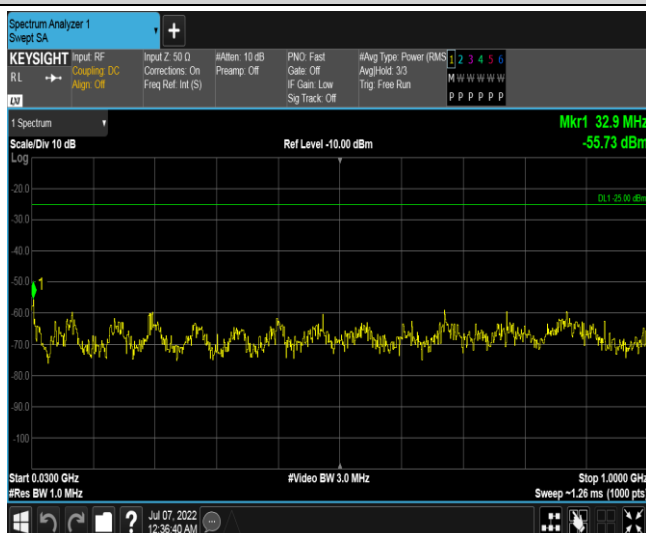 Spectrum Analyzer 1
Swept SA
+
KEYSIGHT
RL
LXI
Input: RF
Coupling: DC
Align: Off
Input Z: 50 Ω
Corrections: On
Freq Ref: Int (S)
#Atten: 10 dB
Preamp: Off
PNO: Fast
Gate: Off
IF Gain: Low
Sig Track: Off
#Avg Type: Power (RMS
Avg|Hold: 3/3
Trig: Free Run
1 2 3 4 5 6
M W W W W W
P P P P P P
1 Spectrum
Scale/Div 10 dB
Log
Ref Level -10.00 dBm
Mkr1 32.9 MHz
-55.73 dBm
DL1 -25.00 dBm
-20.0
-30.0
-40.0
-50.0
1
-60.0
-70.0
-80.0
-90.0
-100
Start 0.0300 GHz
#Res BW 1.0 MHz
#Video BW 3.0 MHz
Stop 1.0000 GHz
Sweep ~1.26 ms (1000 pts)
?
Jul 07, 2022
12:36:40 AM